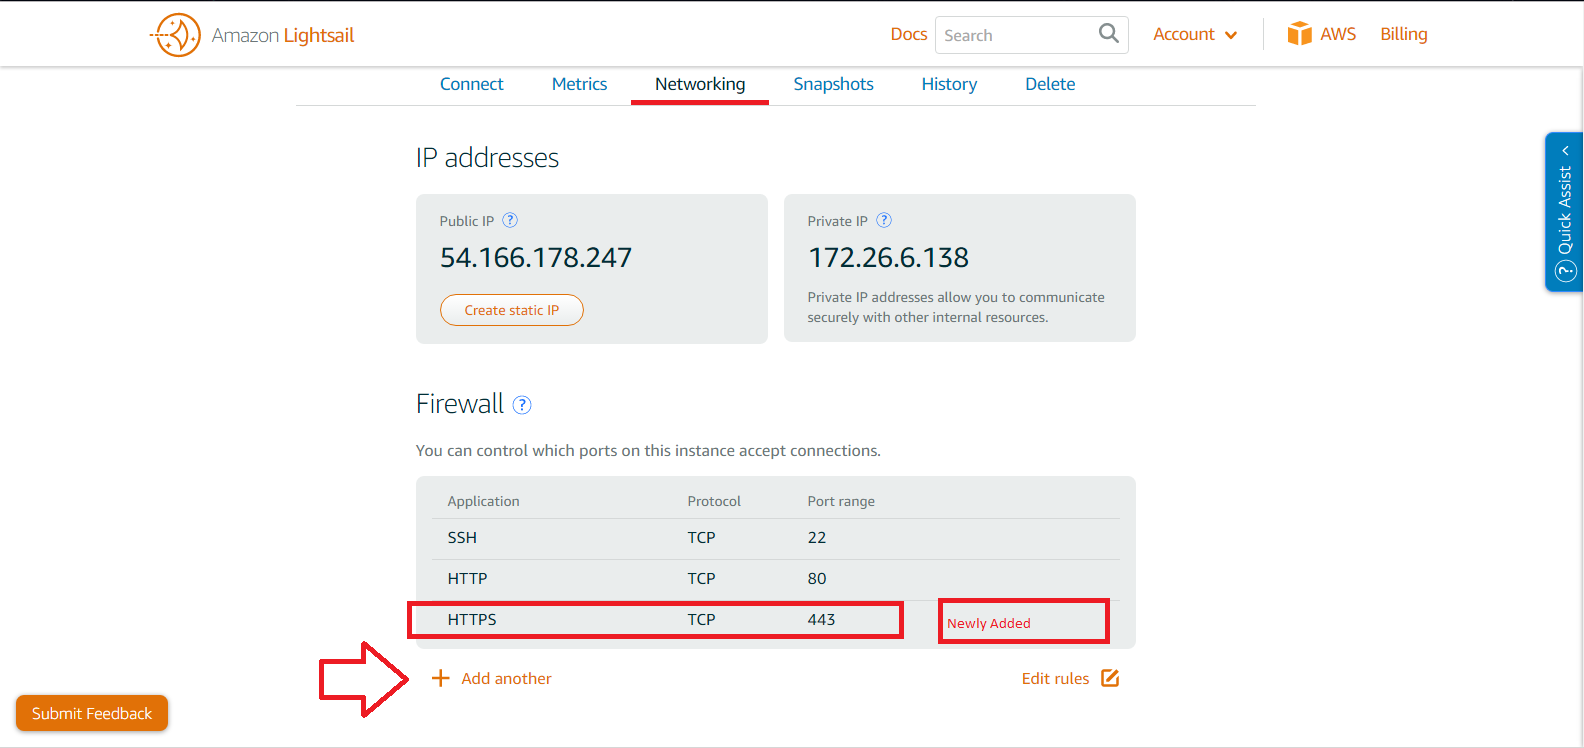 Amazon Lightsail
Docs
Search
Account
AWS
Billing
Connect
Metrics
Networking
Snapshots
History
Delete
IP addresses
Public IP ?
54.166.178.247
Create static IP
Private IP ?
172.26.6.138
Private IP addresses allow you to communicate
securely with other internal resources.
Quick Assist
?
Firewall ?
You can control which ports on this instance accept connections.
Application Protocol Port range
SSH TCP 22
HTTP TCP 80
HTTPS TCP 443 Newly Added
+ Add another
Edit rules
Submit Feedback